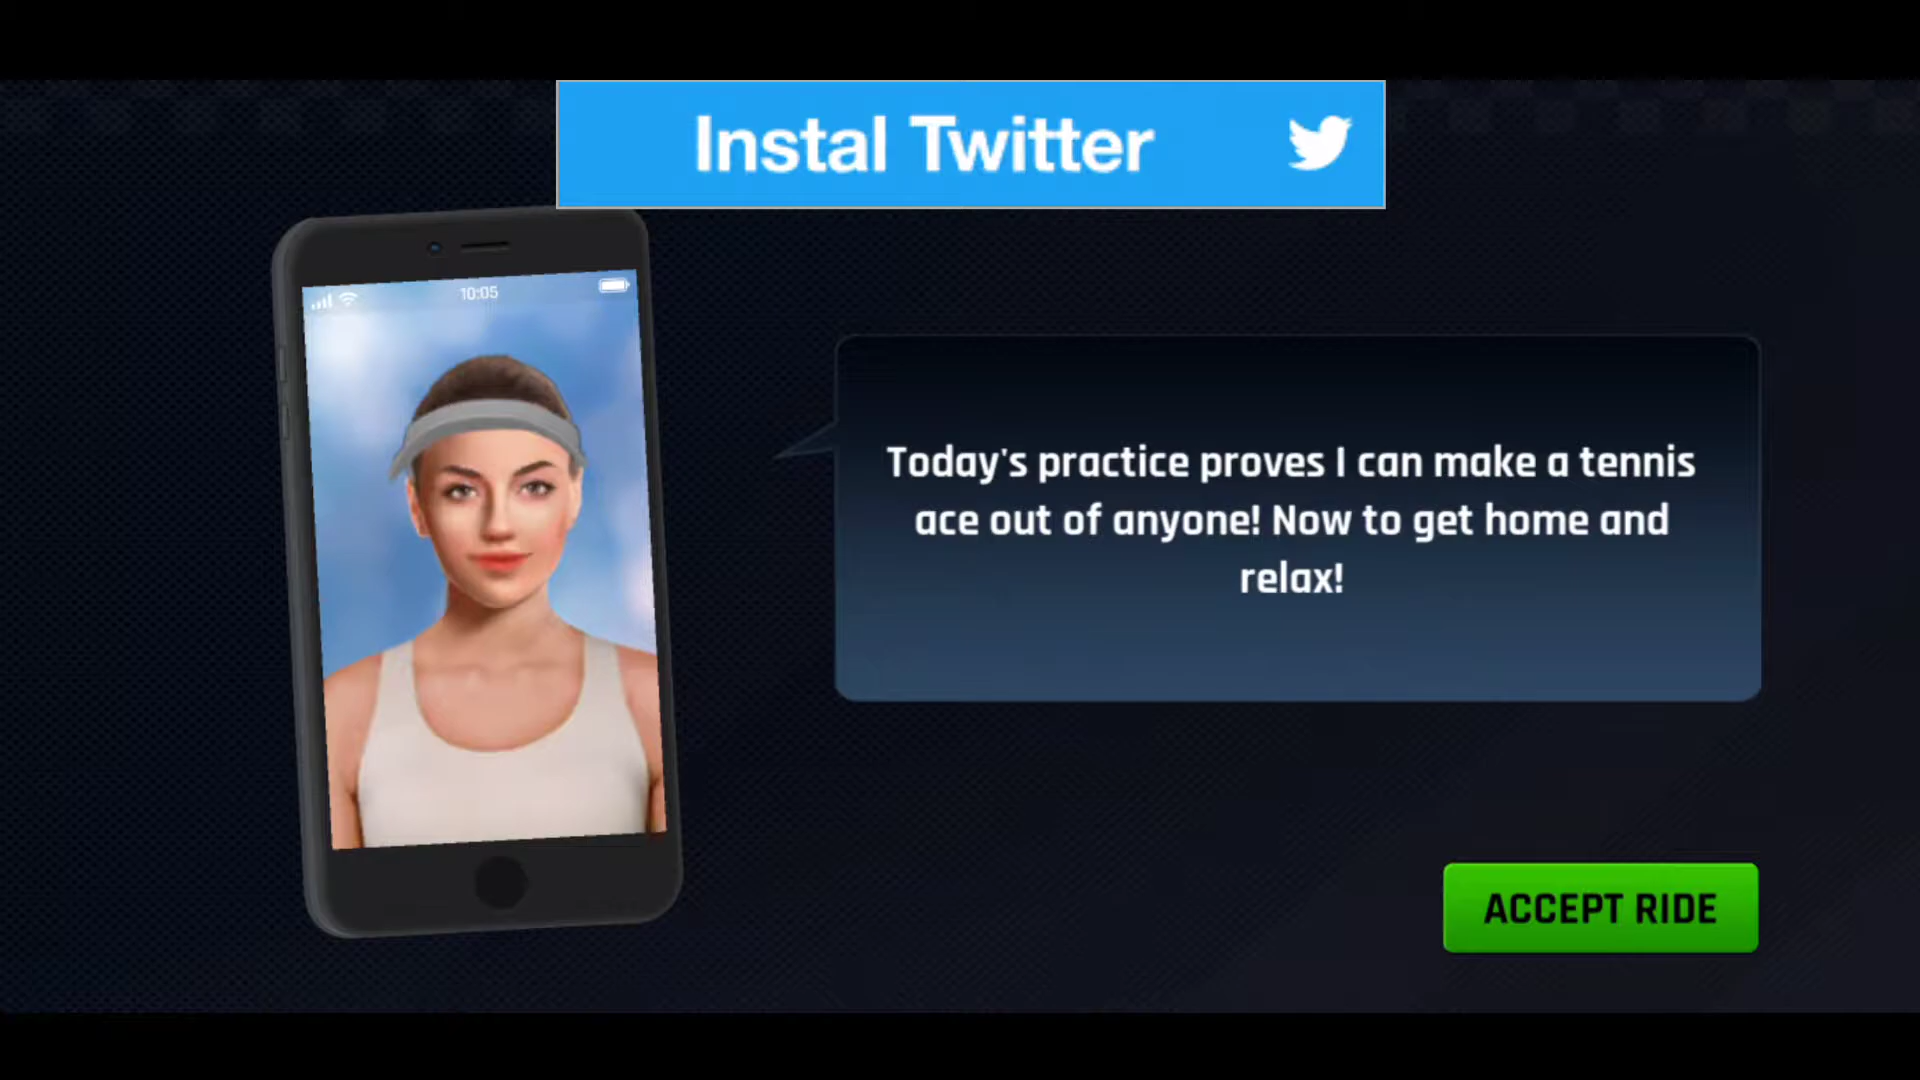 Instal Twitter
10:05
Today's practice proves I can make a tennis
ace out of anyone! Now to get home and
relax!
ACCEPT RIDE